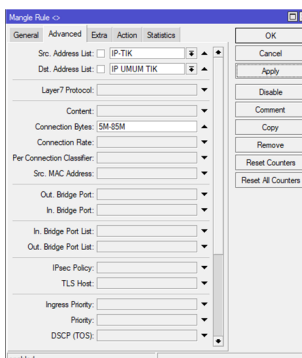 Mangle Rule <>
General Advanced Extra Action Statistics
OK
Src. Address List: IP-TIK
Cancel
Dst. Address List: IP UMUM TIK
Apply
Layer7 Protocol:
Disable
Content:
Comment
Connection Bytes: 5M-85M
Copy
Connection Rate:
Remove
Per Connection Classifier:
Reset Counters
Src. MAC Address:
Reset All Counters
Out. Bridge Port:
In. Bridge Port:
In. Bridge Port List:
Out. Bridge Port List:
IPsec Policy:
TLS Host:
Ingress Priority:
Priority:
DSCP (TOS):